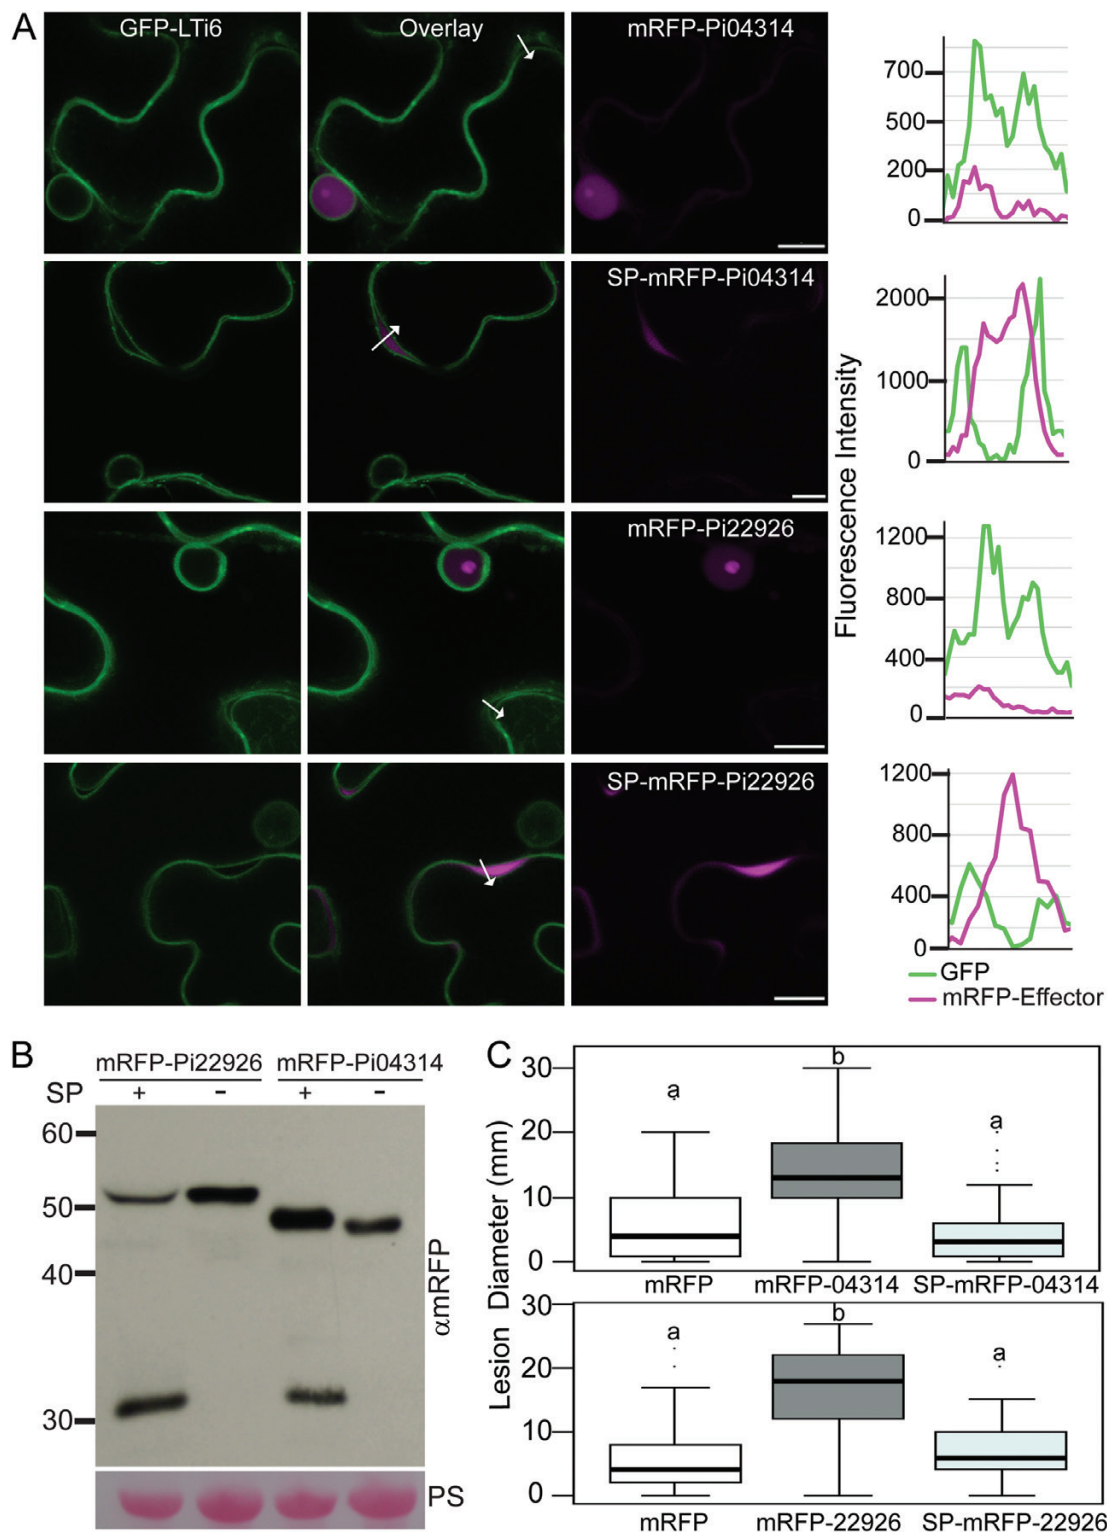 A
GFP-LTi6
Overlay
mRFP-Pi04314
SP-mRFP-Pi04314
mRFP-Pi22926
SP-mRFP-Pi22926
Fluorescence Intensity
700
500
200
0
2000
1000
0
1200
800
400
0
1200
800
400
0
GFP
mRFP-Effector
B
mRFP-Pi22926 mRFP-Pi04314
SP + - + -
60
50
40
30
αmRFP
PS
C
Lesion Diameter (mm)
30
20
10
0
a
b
a
mRFP mRFP-04314 SP-mRFP-04314
30
20
10
0
a
b
a
mRFP mRFP-22926 SP-mRFP-22926